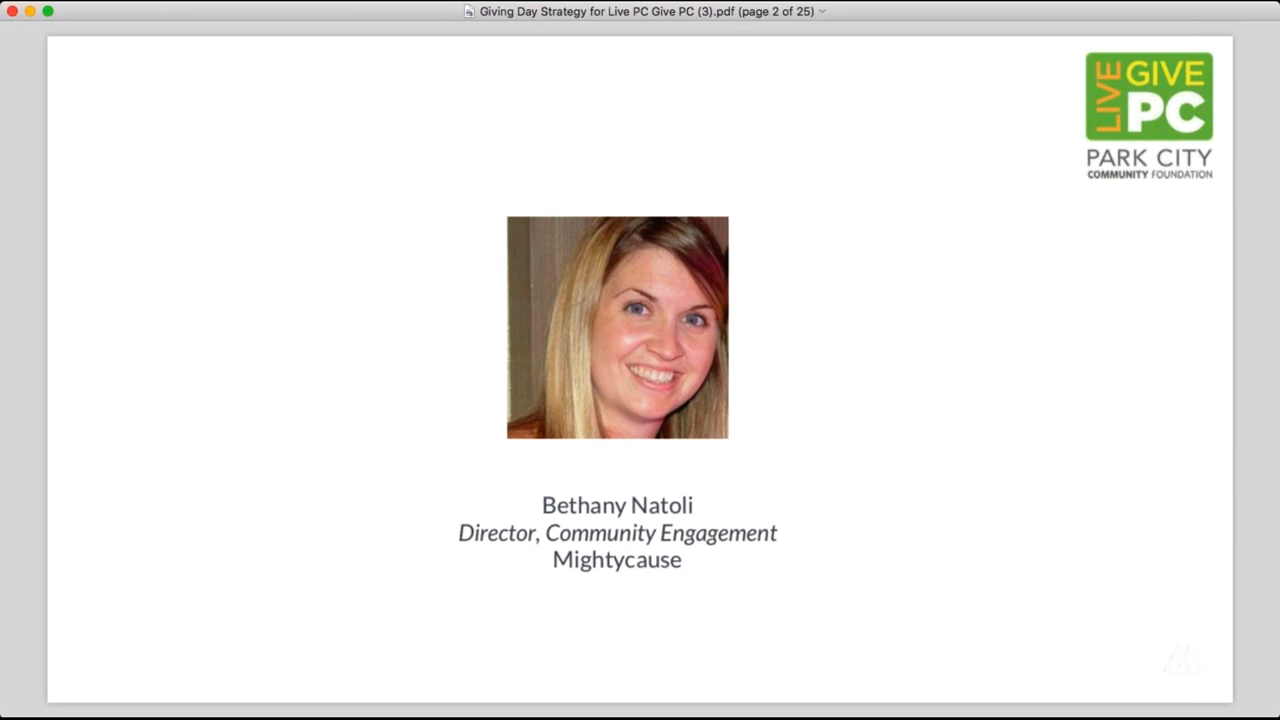 Giving Day Strategy for Live PC Give PC (3).pdf (page 2 of 25)
LIVE
GIVE
PC
PARK CITY
COMMUNITY FOUNDATION
Bethany Natoli
Director, Community Engagement
Mightycause